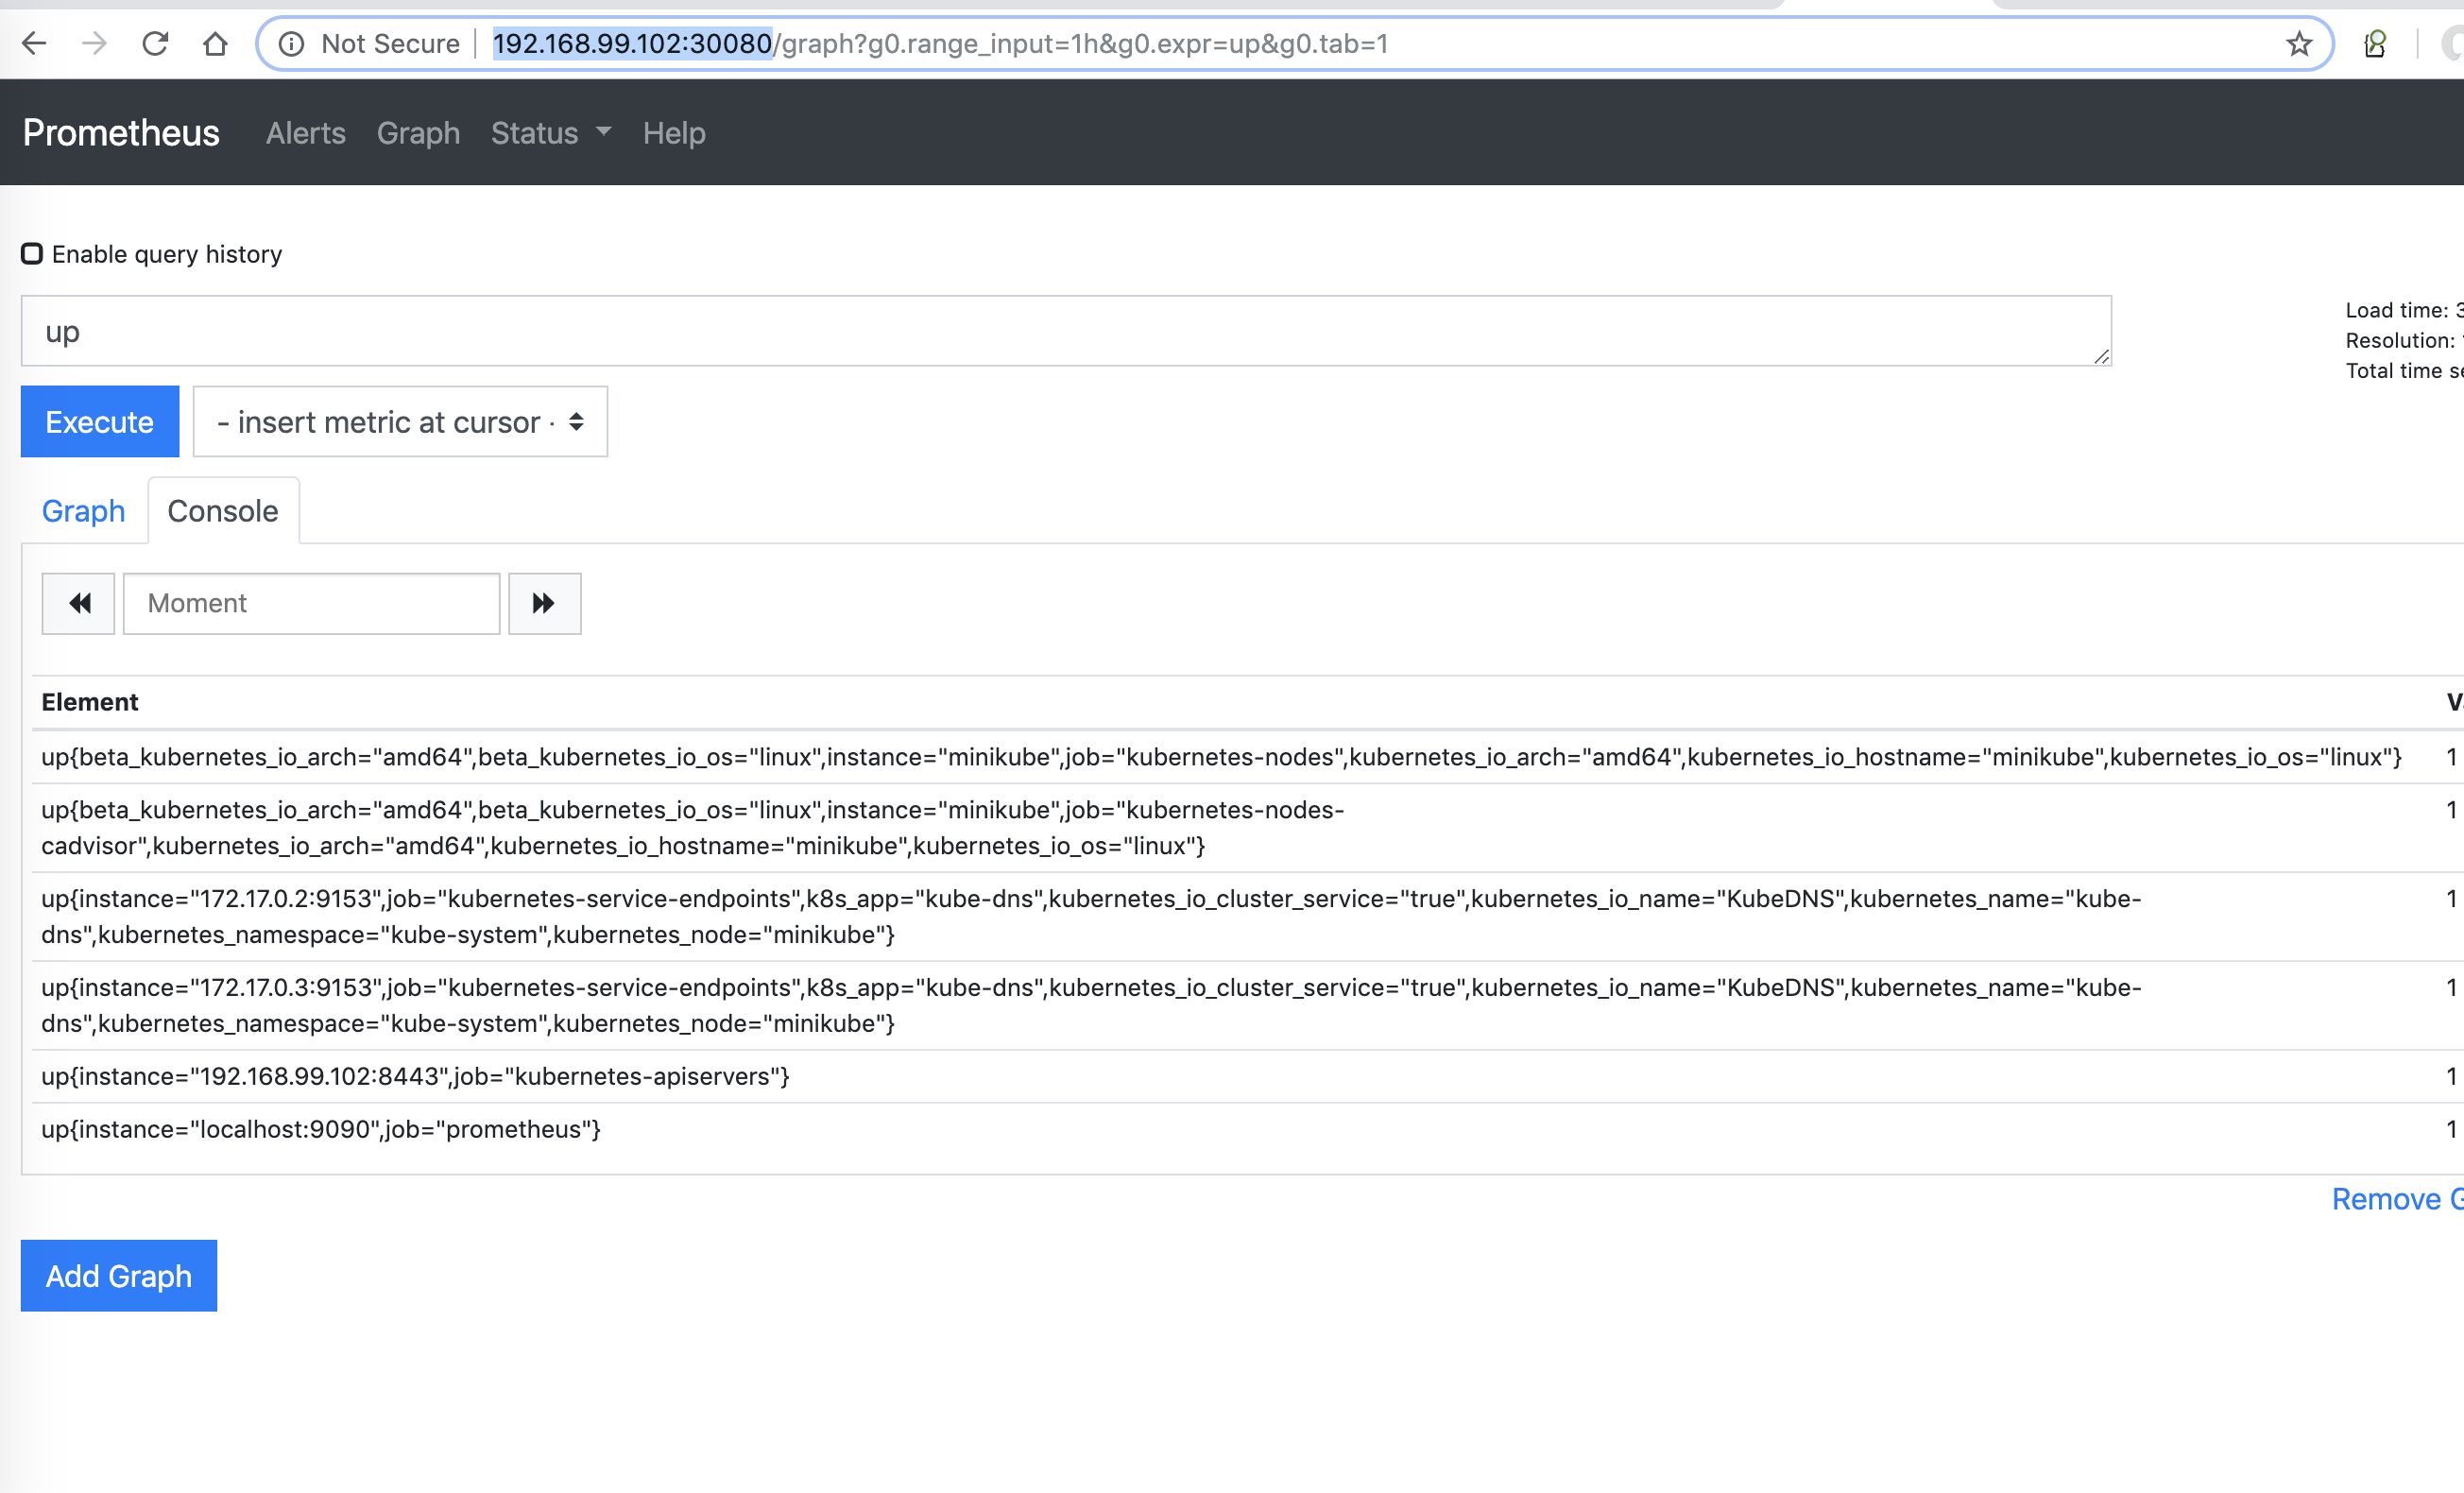 Not Secure | 192.168.99.102:30080/graph?g0.range_input=1h&g0.expr=up&g0.tab=1
Prometheus Alerts Graph Status Help
Enable query history
up
Load time: 3
Resolution:
Total time
Execute - insert metric at cursor -
Graph Console
Moment
Element
up{beta_kubernetes_io_arch="amd64",beta_kubernetes_io_os="linux",instance="minikube",job="kubernetes-nodes",kubernetes_io_arch="amd64",kubernetes_io_hostname="minikube",kubernetes_io_os="linux"} 1
up{beta_kubernetes_io_arch="amd64",beta_kubernetes_io_os="linux",instance="minikube",job="kubernetes-nodes- 1
cadvisor",kubernetes_io_arch="amd64",kubernetes_io_hostname="minikube",kubernetes_io_os="linux"}
up{instance="172.17.0.2:9153",job="kubernetes-service-endpoints",k8s_app="kube-dns",kubernetes_io_cluster_service="true",kubernetes_io_name="KubeDNS",kubernetes_name="kube- 1
dns",kubernetes_namespace="kube-system",kubernetes_node="minikube"}
up{instance="172.17.0.3:9153",job="kubernetes-service-endpoints",k8s_app="kube-dns",kubernetes_io_cluster_service="true",kubernetes_io_name="KubeDNS",kubernetes_name="kube- 1
dns",kubernetes_namespace="kube-system",kubernetes_node="minikube"}
up{instance="192.168.99.102:8443",job="kubernetes-apiservers"} 1
up{instance="localhost:9090",job="prometheus"} 1
Remove
Add Graph